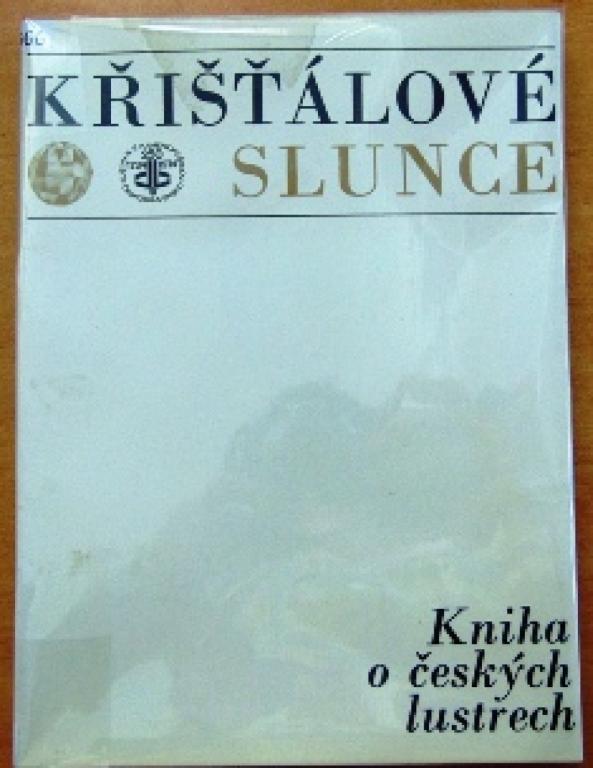 KŘIŠŤÁLOVÉ
SLUNCE
Kniha
o českých
lustrech